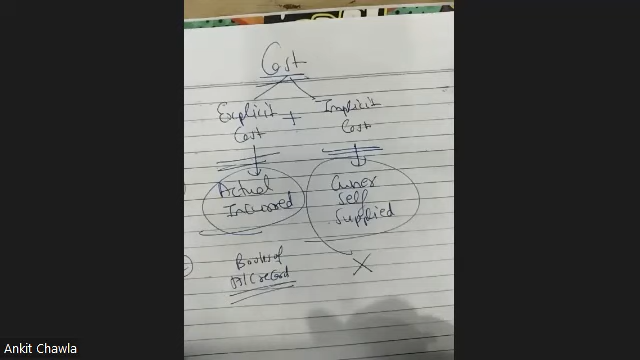 Cost
Explicit + Implicit
Cost Cost
Actual Owner
Incurred Self
Supplied
Books of
A/C record X
Ankit Chawla